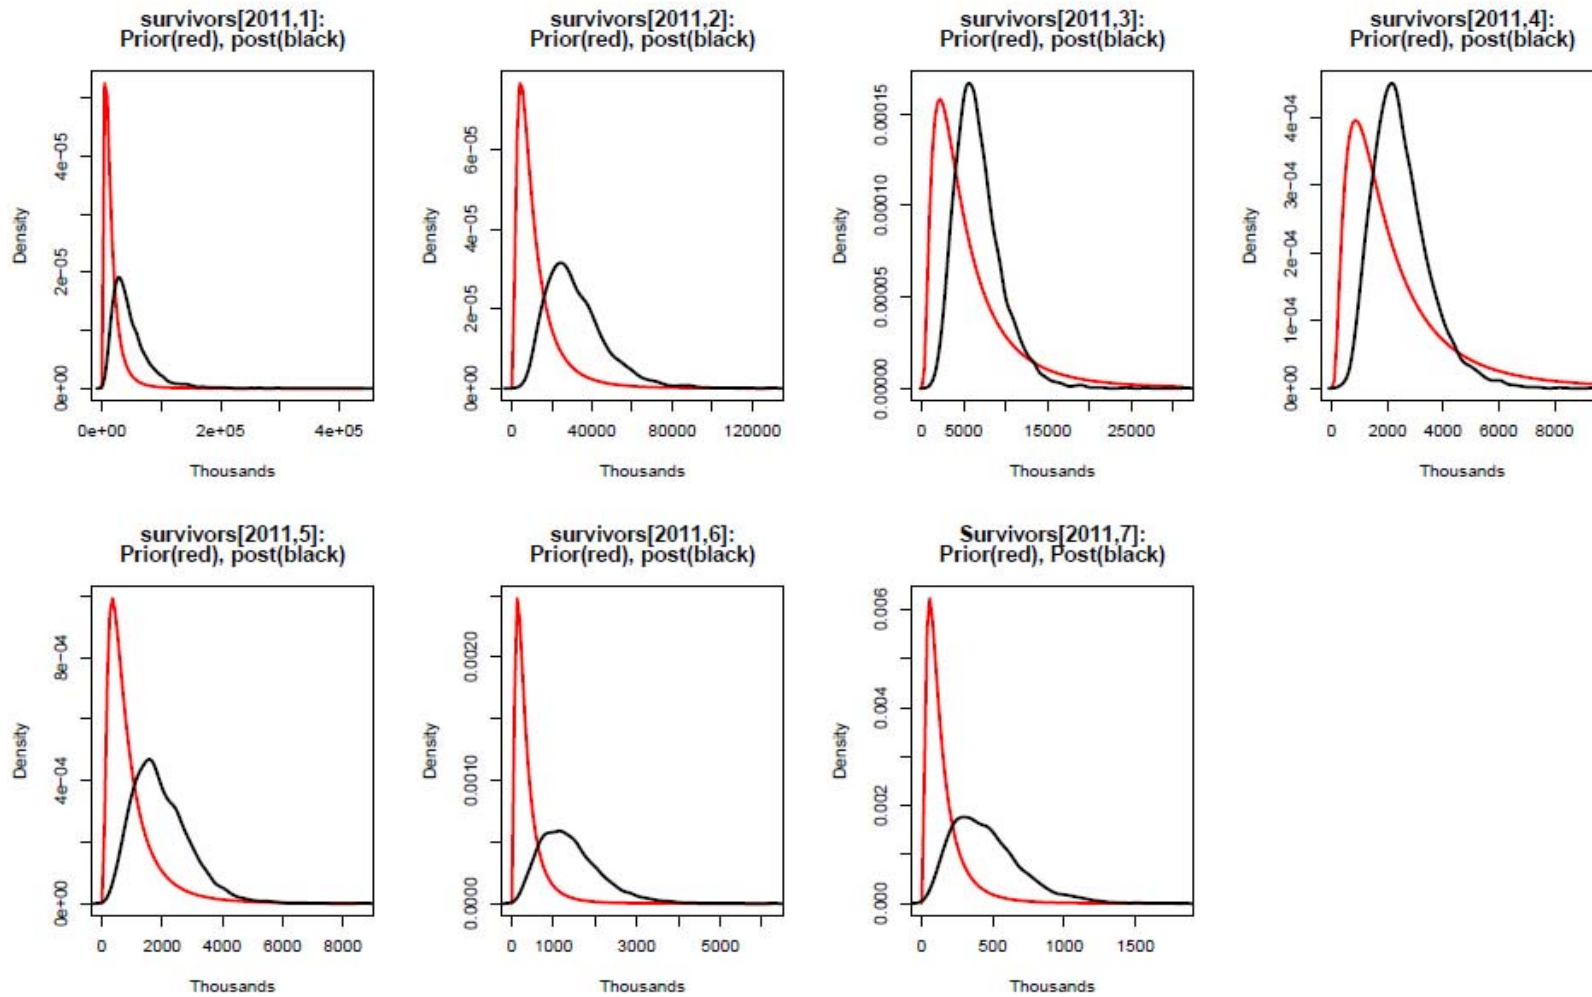 survivors[2011,1]:
Prior(red), post(black)
survivors[2011,2]:
Prior(red), post(black)
survivors[2011,3]:
Prior(red), post(black)
survivors[2011,4]:
Prior(red), post(black)
Density
4e−05
2e−05
0e+00
0e+00
2e+05
4e+05
Thousands
Density
6e−05
4e−05
2e−05
0e+00
0
40000
80000
120000
Thousands
Density
0.00015
0.00010
0.00005
0.0000
0
5000
15000
25000
Thousands
Density
4e−04
3e−04
2e−04
1e−04
0e+00
0
2000
4000
6000
8000
Thousands
survivors[2011,5]:
Prior(red), post(black)
survivors[2011,6]:
Prior(red), post(black)
Survivors[2011,7]:
Prior(red), Post(black)
Density
8e−04
4e−04
0e+00
0
2000
4000
6000
8000
Thousands
Density
0.0020
0.0010
0.0000
0
1000
3000
5000
Thousands
Density
0.006
0.004
0.002
0.000
0
500
1000
1500
Thousands